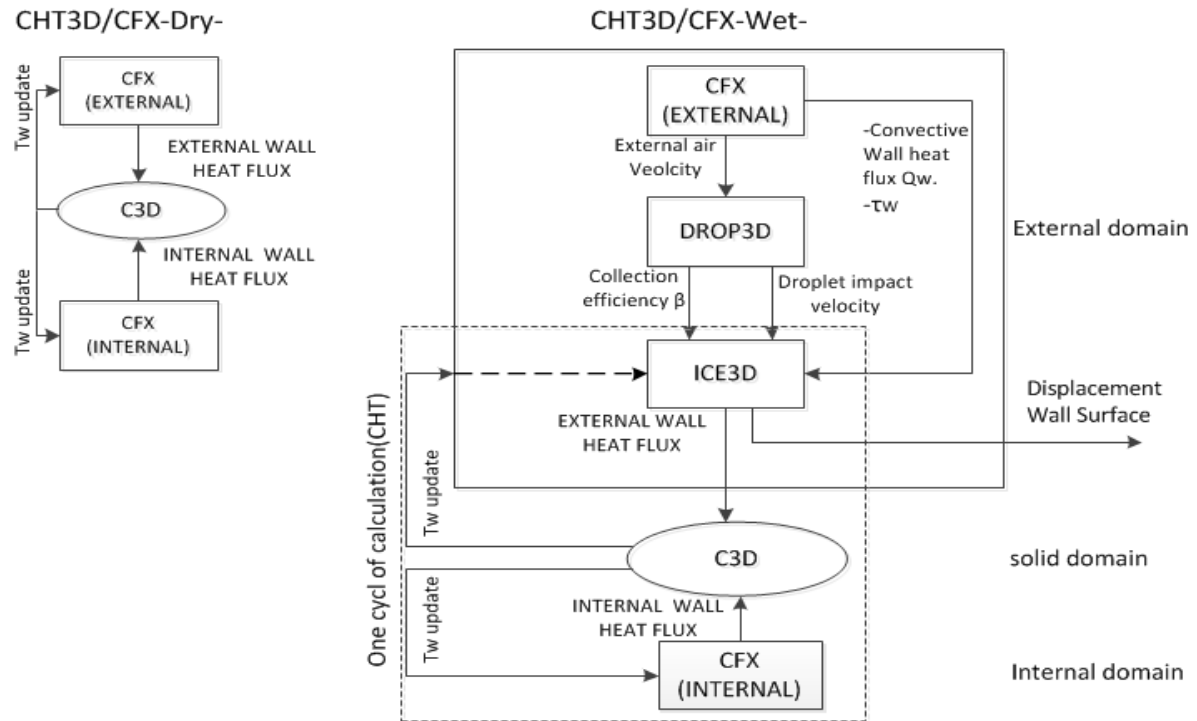 CHT3D/CFX-Dry-
Tw update
CFX
(EXTERNAL)
EXTERNAL WALL
HEAT FLUX
C3D
INTERNAL WALL
HEAT FLUX
Tw update
CFX
(INTERNAL)
CHT3D/CFX-Wet-
CFX
(EXTERNAL)
External air
Veolcity
-Convective
Wall heat
flux Qw.
-τw
DROP3D
External domain
Collection
efficiency β
Droplet impact
velocity
ICE3D
EXTERNAL WALL
HEAT FLUX
Displacement
Wall Surface
One cycl of calculation(CHT)
Tw update
C3D
solid domain
Tw update
INTERNAL WALL
HEAT FLUX
CFX
(INTERNAL)
Internal domain